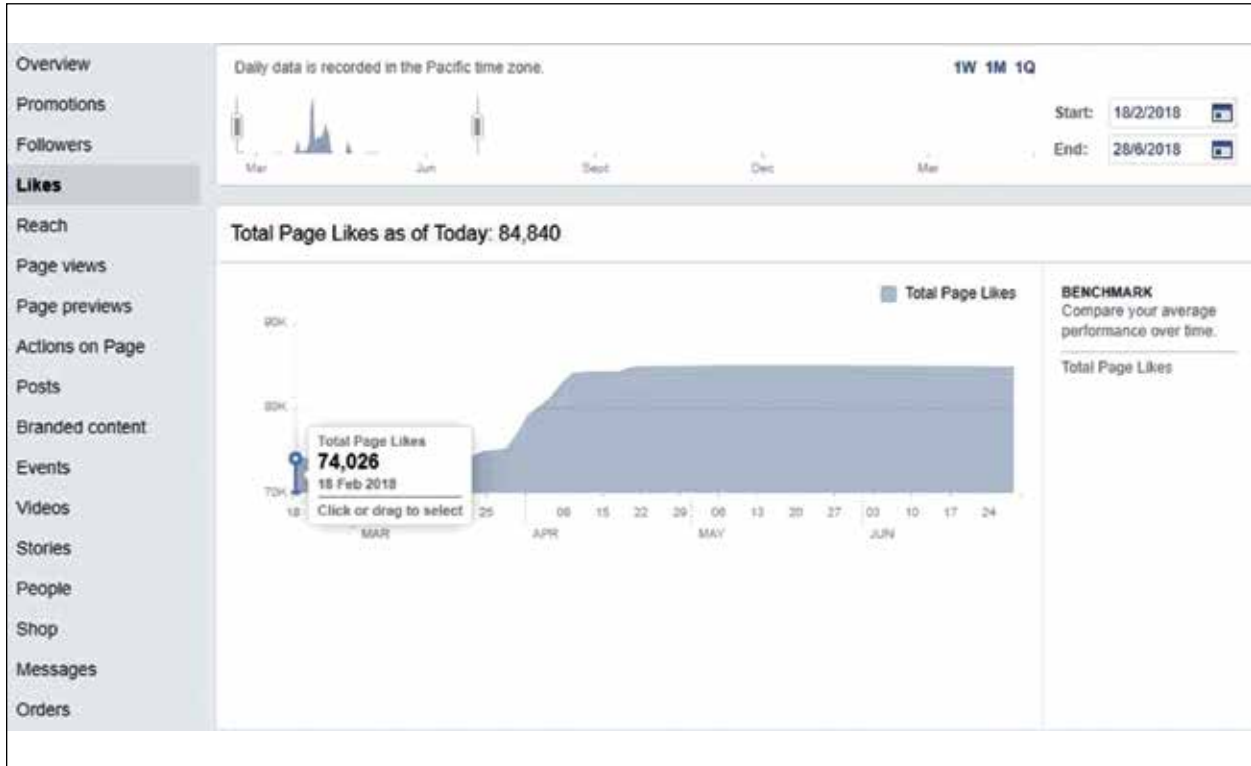 Overview
Promotions
Followers
Likes
Reach
Page views
Page previews
Actions on Page
Posts
Branded content
Events
Videos
Stories
People
Shop
Messages
Orders
Daily data is recorded in the Pacific time zone.
1W 1M 1Q
Start: 18/2/2018
End: 28/6/2018
Mar Jun Sept Dec Mar
Total Page Likes as of Today: 84,840
Total Page Likes
BENCHMARK
Compare your average
performance over time.
Total Page Likes
90K
80K
70K
Total Page Likes
74,026
18 Feb 2018
Click or drag to select
18 25 08 15 22 29 06 13 20 27 03 10 17 24
MAR APR MAY JUN